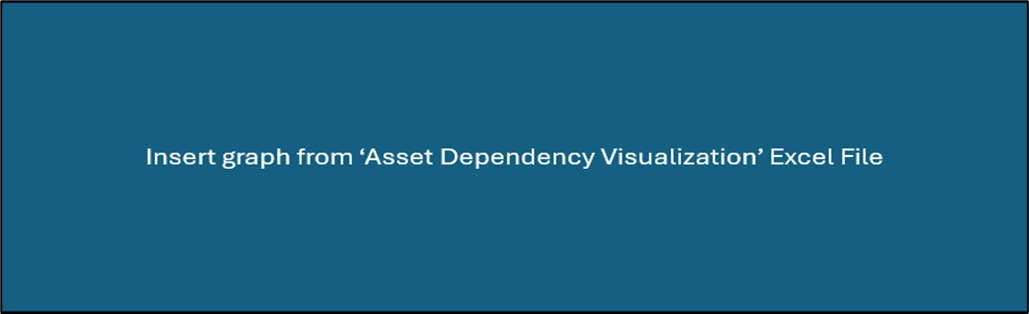 Insert graph from ‘Asset Dependency Visualization’ Excel File